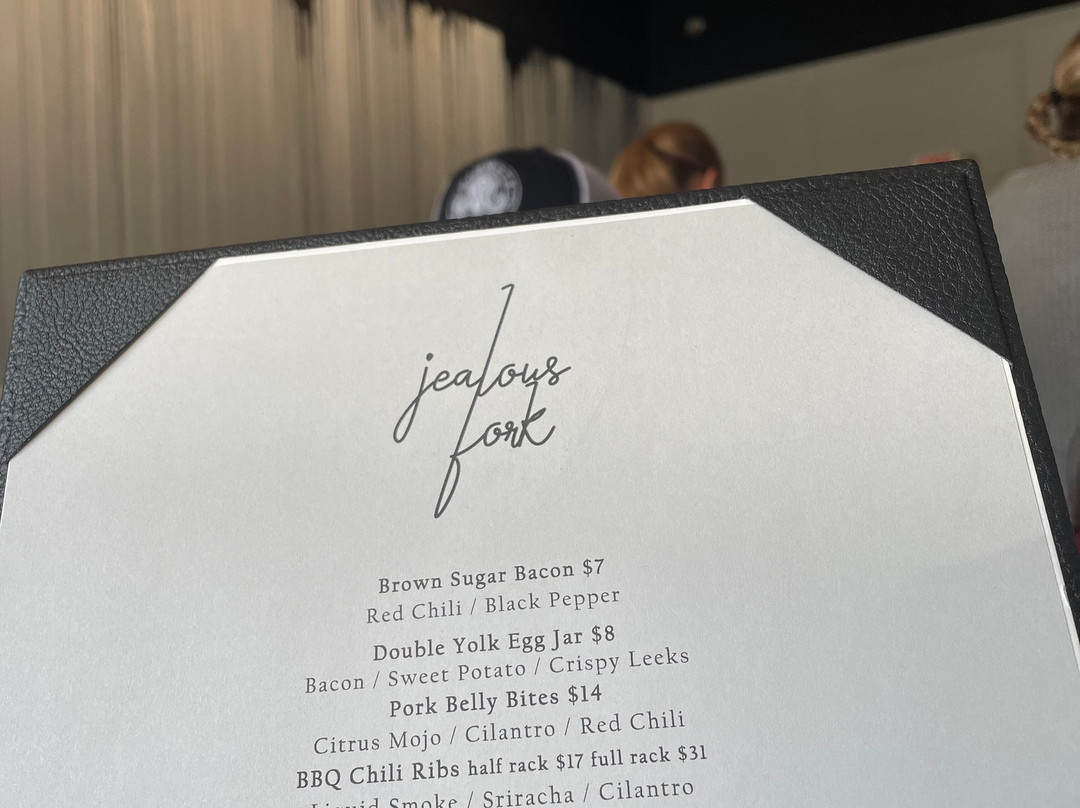 jealous
fork
Brown Sugar Bacon $7
Red Chili / Black Pepper
Double Yolk Egg Jar $8
Bacon / Sweet Potato / Crispy Leeks
Pork Belly Bites $14
Citrus Mojo / Cilantro / Red Chili
BBQ Chili Ribs half rack $17 full rack $31
Liquid Smoke / Sriracha / Cilantro